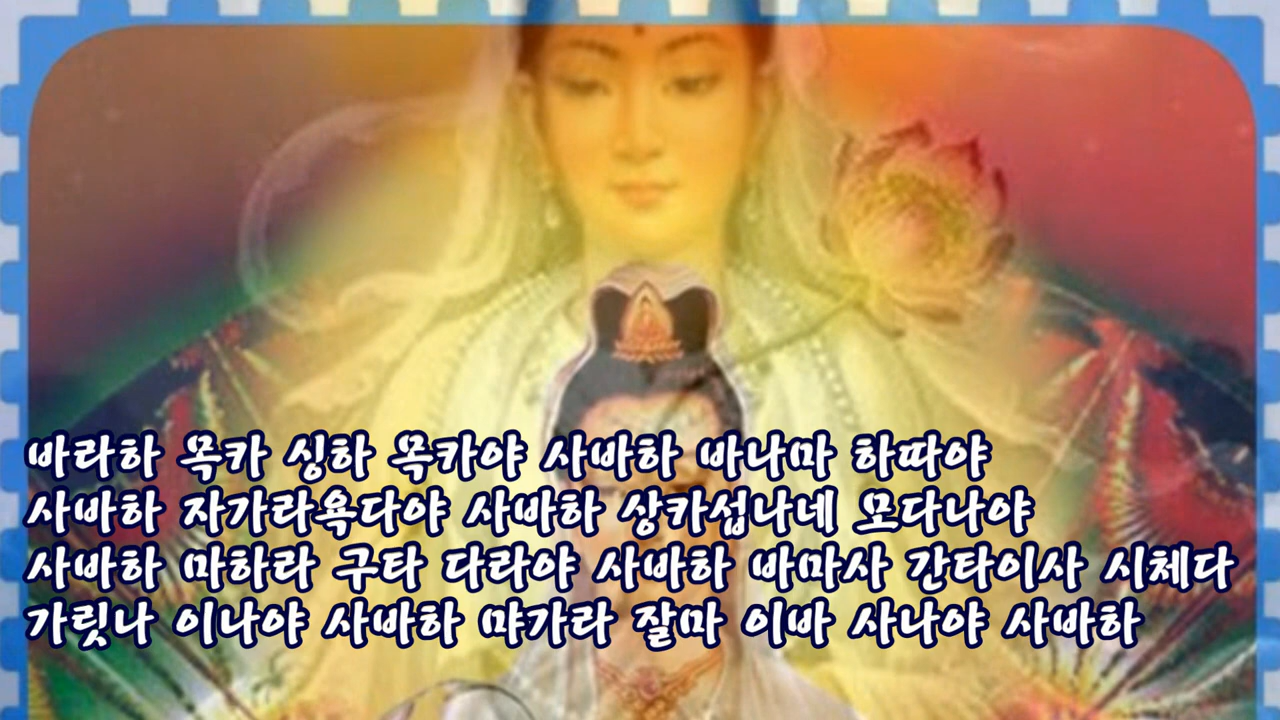 바라하 목카 싱하 목카야 사바하 바나마 하따야
사바하 자가라욕다야 사바하 상카섭나네 모다나야
사바하 마하라 구타 다라야 사바하 바마사 간타이사 시체다
가릿나 이나야 사바하 먀가라 잘마 이바 사나야 사바하